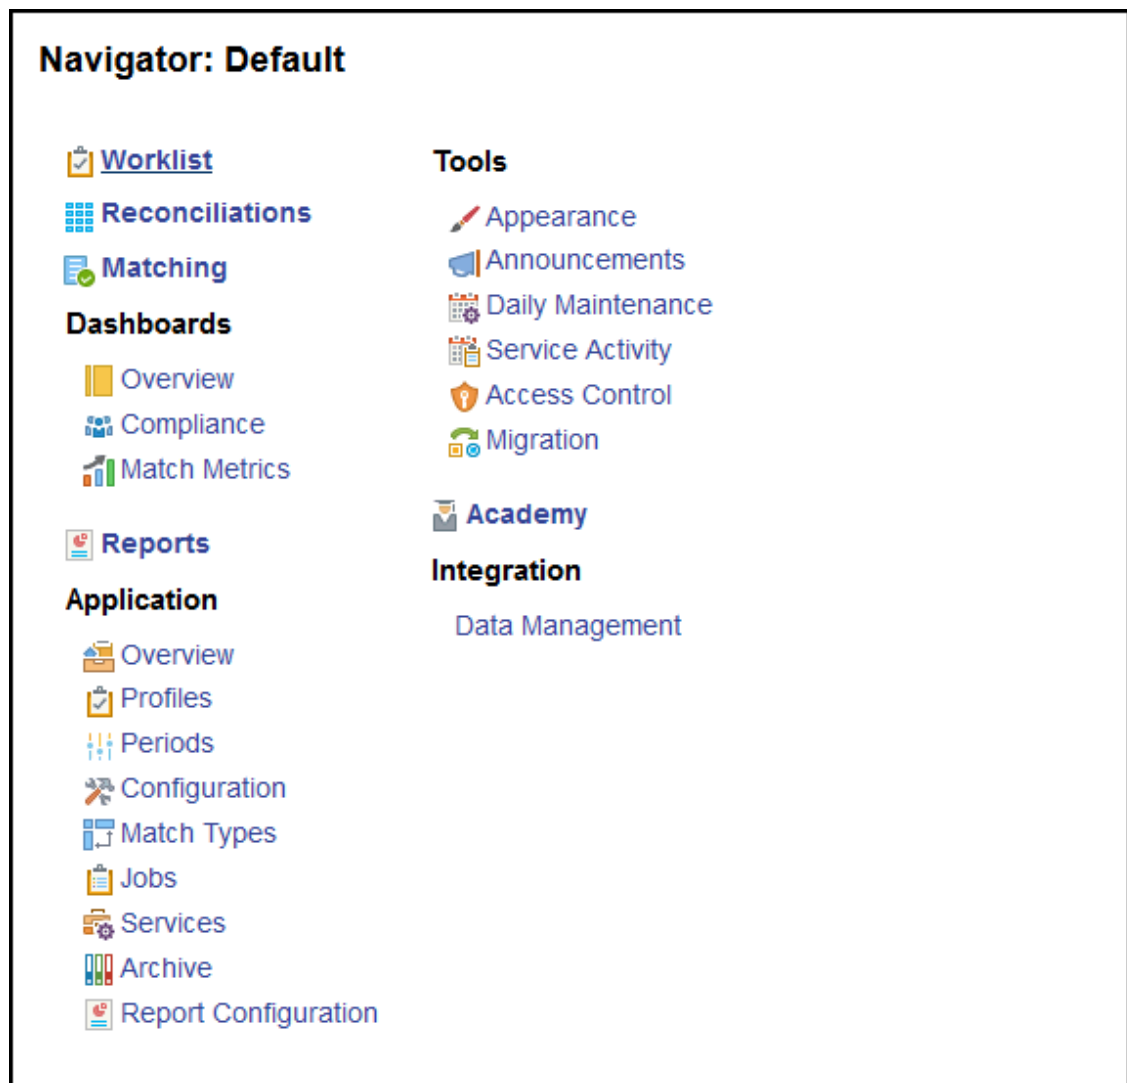 Navigator: Default
Worklist
Reconciliations
Matching
Dashboards
Overview
Compliance
Match Metrics
Reports
Application
Overview
Profiles
Periods
Configuration
Match Types
Jobs
Services
Archive
Report Configuration
Tools
Appearance
Announcements
Daily Maintenance
Service Activity
Access Control
Migration
Academy
Integration
Data Management